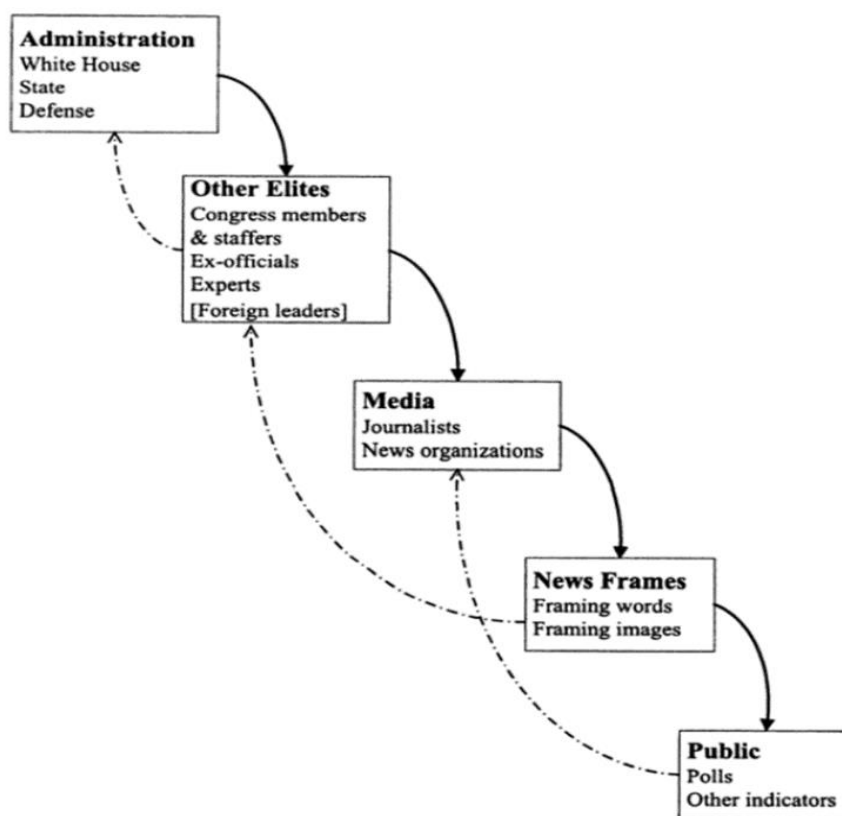 Administration
White House
State
Defense
Other Elites
Congress members
& staffers
Ex-officials
Experts
[Foreign leaders]
Media
Journalists
News organizations
News Frames
Framing words
Framing images
Public
Polls
Other indicators